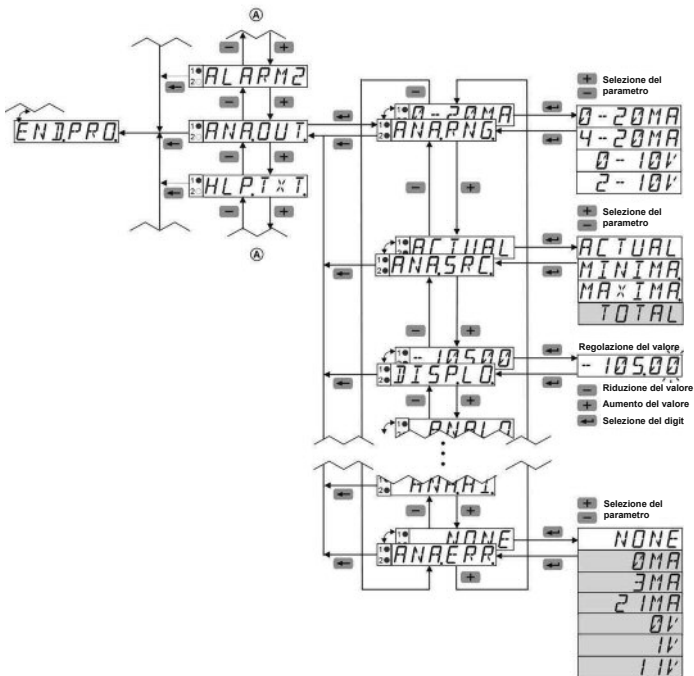 A
ALARM2
END.PRO.
ANA.OUT.
HLP.TXT.
A
0-20MA
ANA.RNG.
Selezione del
parametro
0-20MA
4-20MA
0-10V
2-10V
ACTUAL
ANA.SRC.
Selezione del
parametro
ACTUAL
MINIMA.
MAXIMA.
TOTAL
-105.00
DISP.LO.
Regolazione del valore
-105.00
Riduzione del valore
Aumento del valore
Selezione del digit
NONE
ANA.ERR.
Selezione del
parametro
NONE
0MA
3MA
21MA
0V
1V
11V